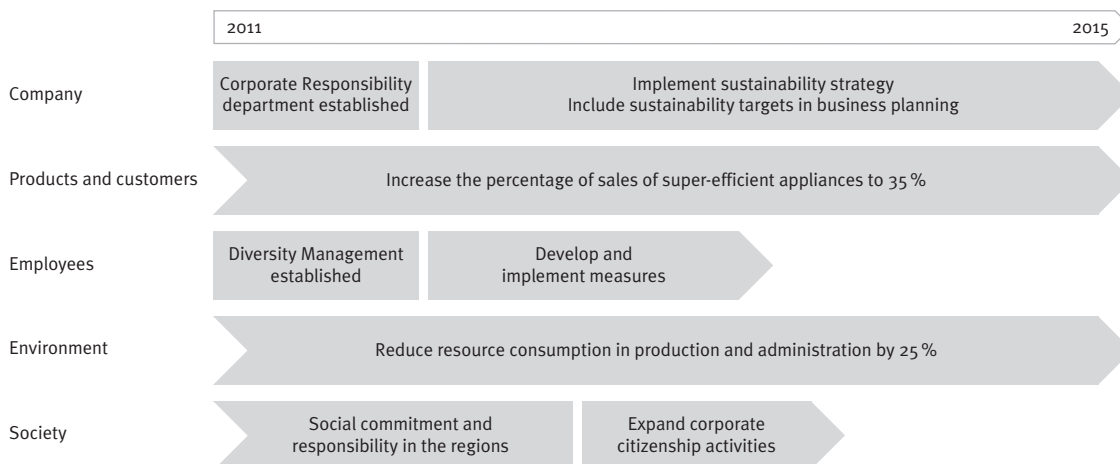 2011 2015
Company
Corporate Responsibility
department established
Implement sustainability strategy
Include sustainability targets in business planning
Products and customers
Increase the percentage of sales of super-efficient appliances to 35 %
Employees
Diversity Management
established
Develop and
implement measures
Environment
Reduce resource consumption in production and administration by 25 %
Society
Social commitment and
responsibility in the regions
Expand corporate
citizenship activities